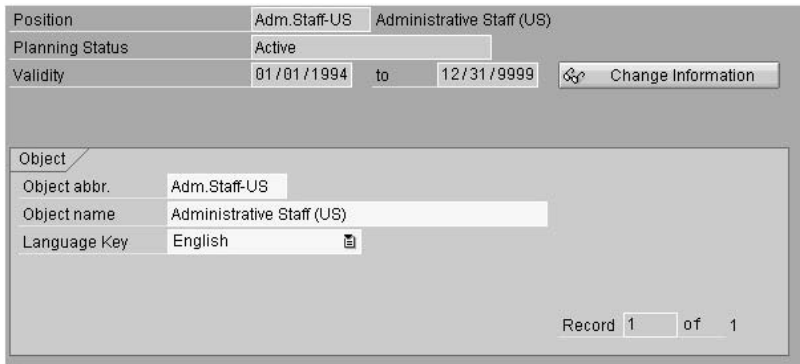 Position Adm.Staff-US Administrative Staff (US)
Planning Status Active
Validity 01/01/1994 to 12/31/9999 Change Information
Object
Object abbr. Adm.Staff-US
Object name Administrative Staff (US)
Language Key English
Record 1 of 1